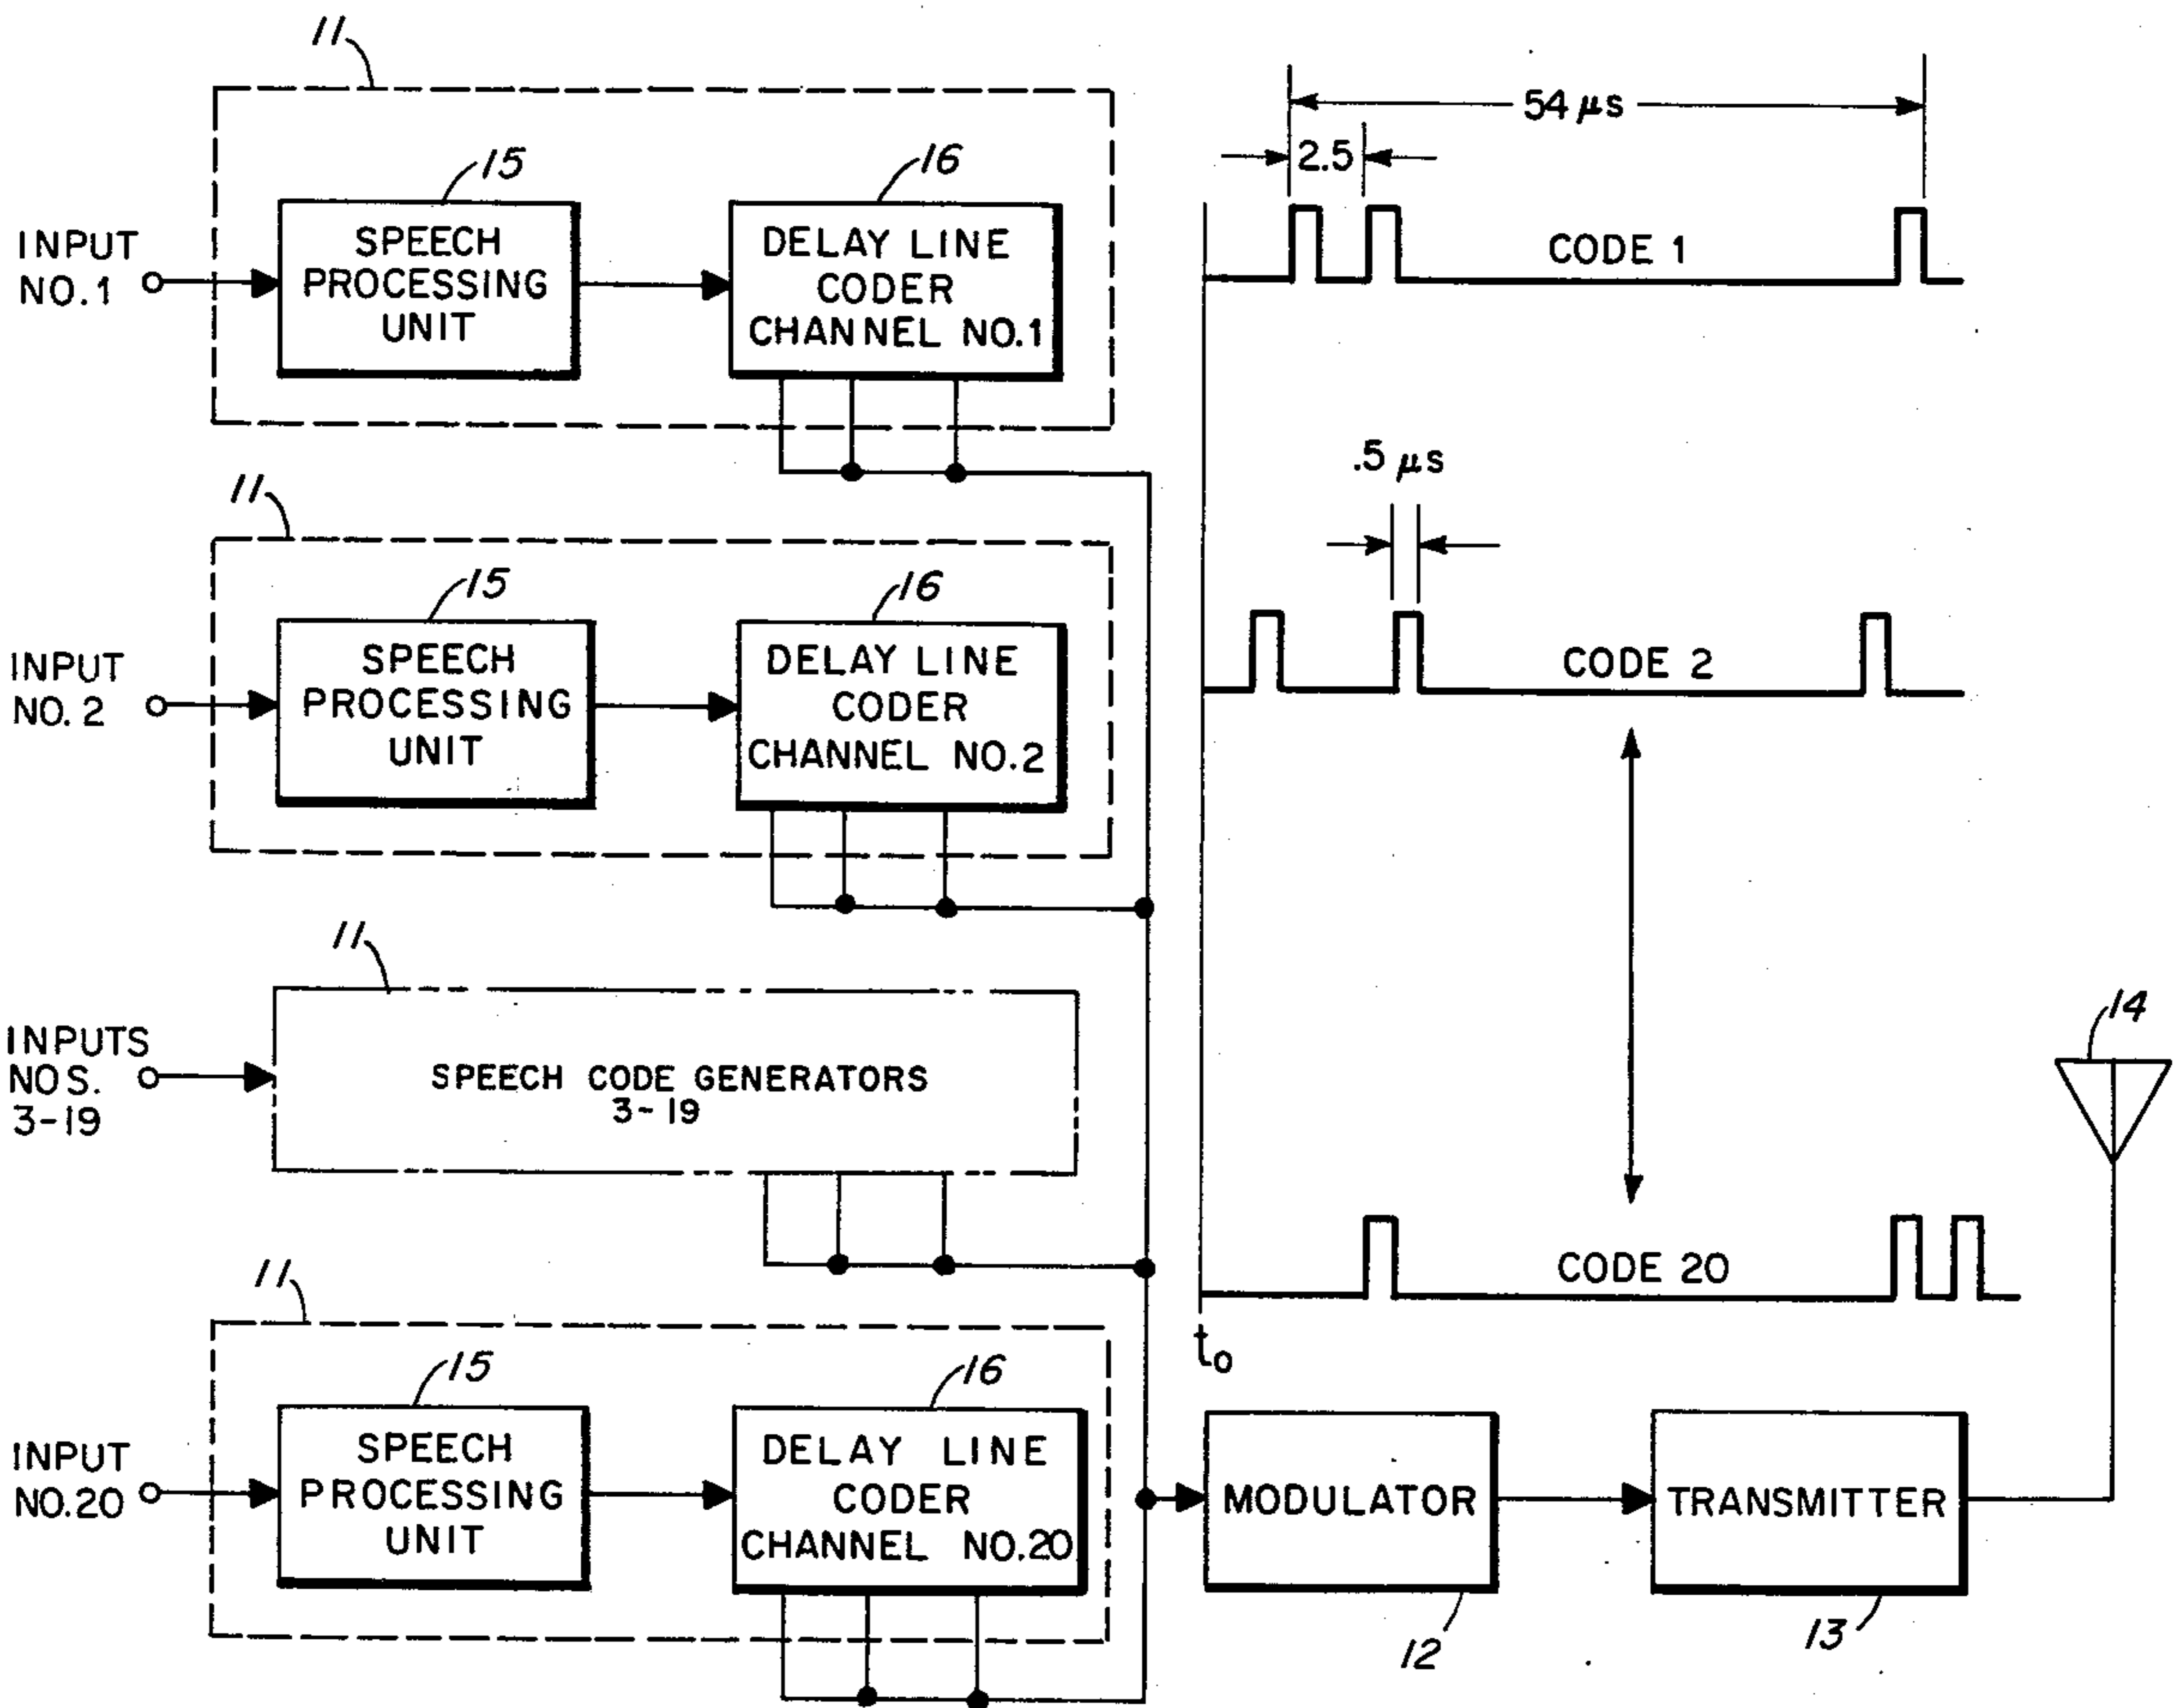 11
15
16
INPUT
NO.1
SPEECH
PROCESSING
UNIT
DELAY LINE
CODER
CHANNEL NO.1
54 μs
2.5
CODE 1
11
15
16
INPUT
NO. 2
SPEECH
PROCESSING
UNIT
DELAY LINE
CODER
CHANNEL NO.2
.5 μs
CODE 2
11
INPUTS
NOS.
3-19
SPEECH CODE GENERATORS
3-19
14
CODE 20
t₀
11
15
16
INPUT
NO.20
SPEECH
PROCESSING
UNIT
DELAY LINE
CODER
CHANNEL NO.20
MODULATOR
12
TRANSMITTER
13